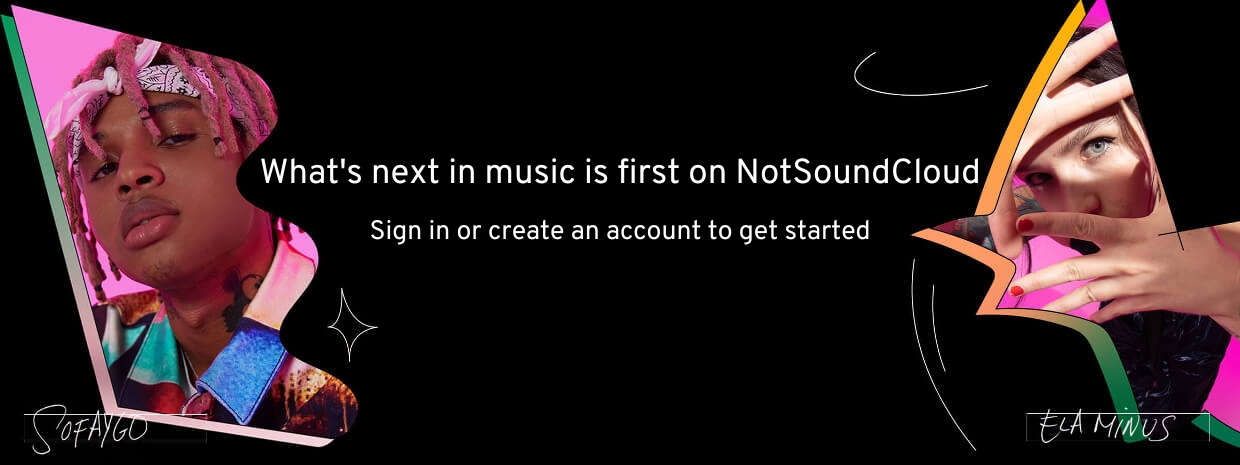 What's next in music is first on NotSoundCloud
Sign in or create an account to get started
SOFAYGO
ELA MINUS